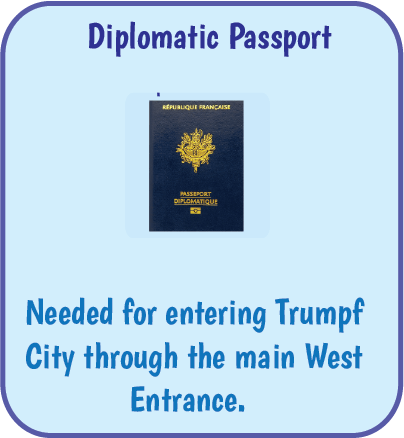 Diplomatic Passport
RÉPUBLIQUE FRANÇAISE
PASSEPORT
DIPLOMATIQUE
Needed for entering Trumpf
City through the main West
Entrance.